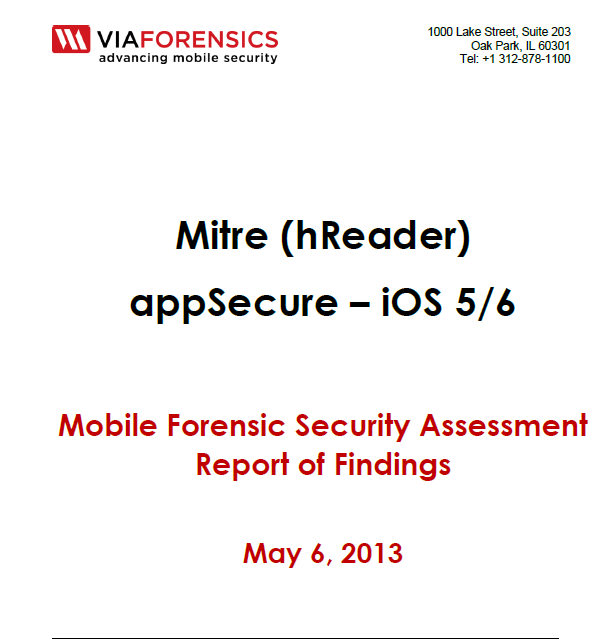 VIAFORENSICS
advancing mobile security
1000 Lake Street, Suite 203
Oak Park, IL 60301
Tel: +1 312-878-1100
Mitre (hReader)
appSecure – iOS 5/6
Mobile Forensic Security Assessment
Report of Findings
May 6, 2013